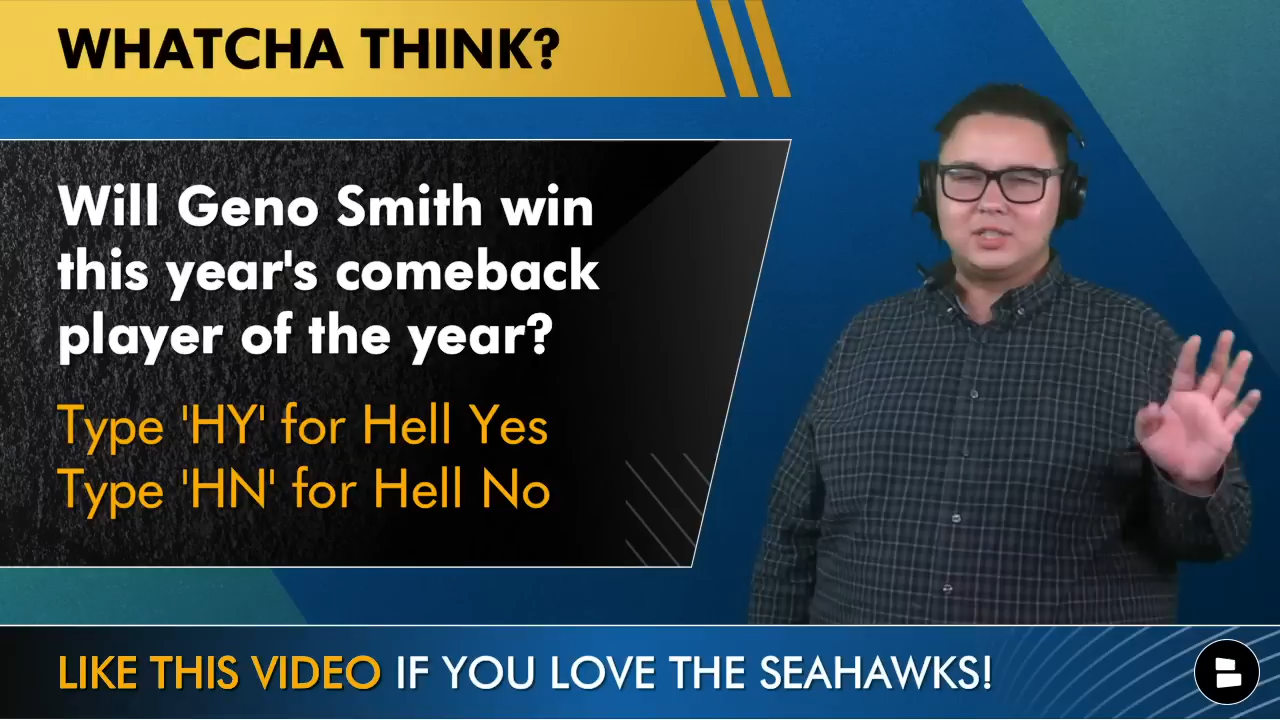 WHATCHA THINK?
Will Geno Smith win
this year's comeback
player of the year?
Type 'HY' for Hell Yes
Type 'HN' for Hell No
LIKE THIS VIDEO IF YOU LOVE THE SEAHAWKS!